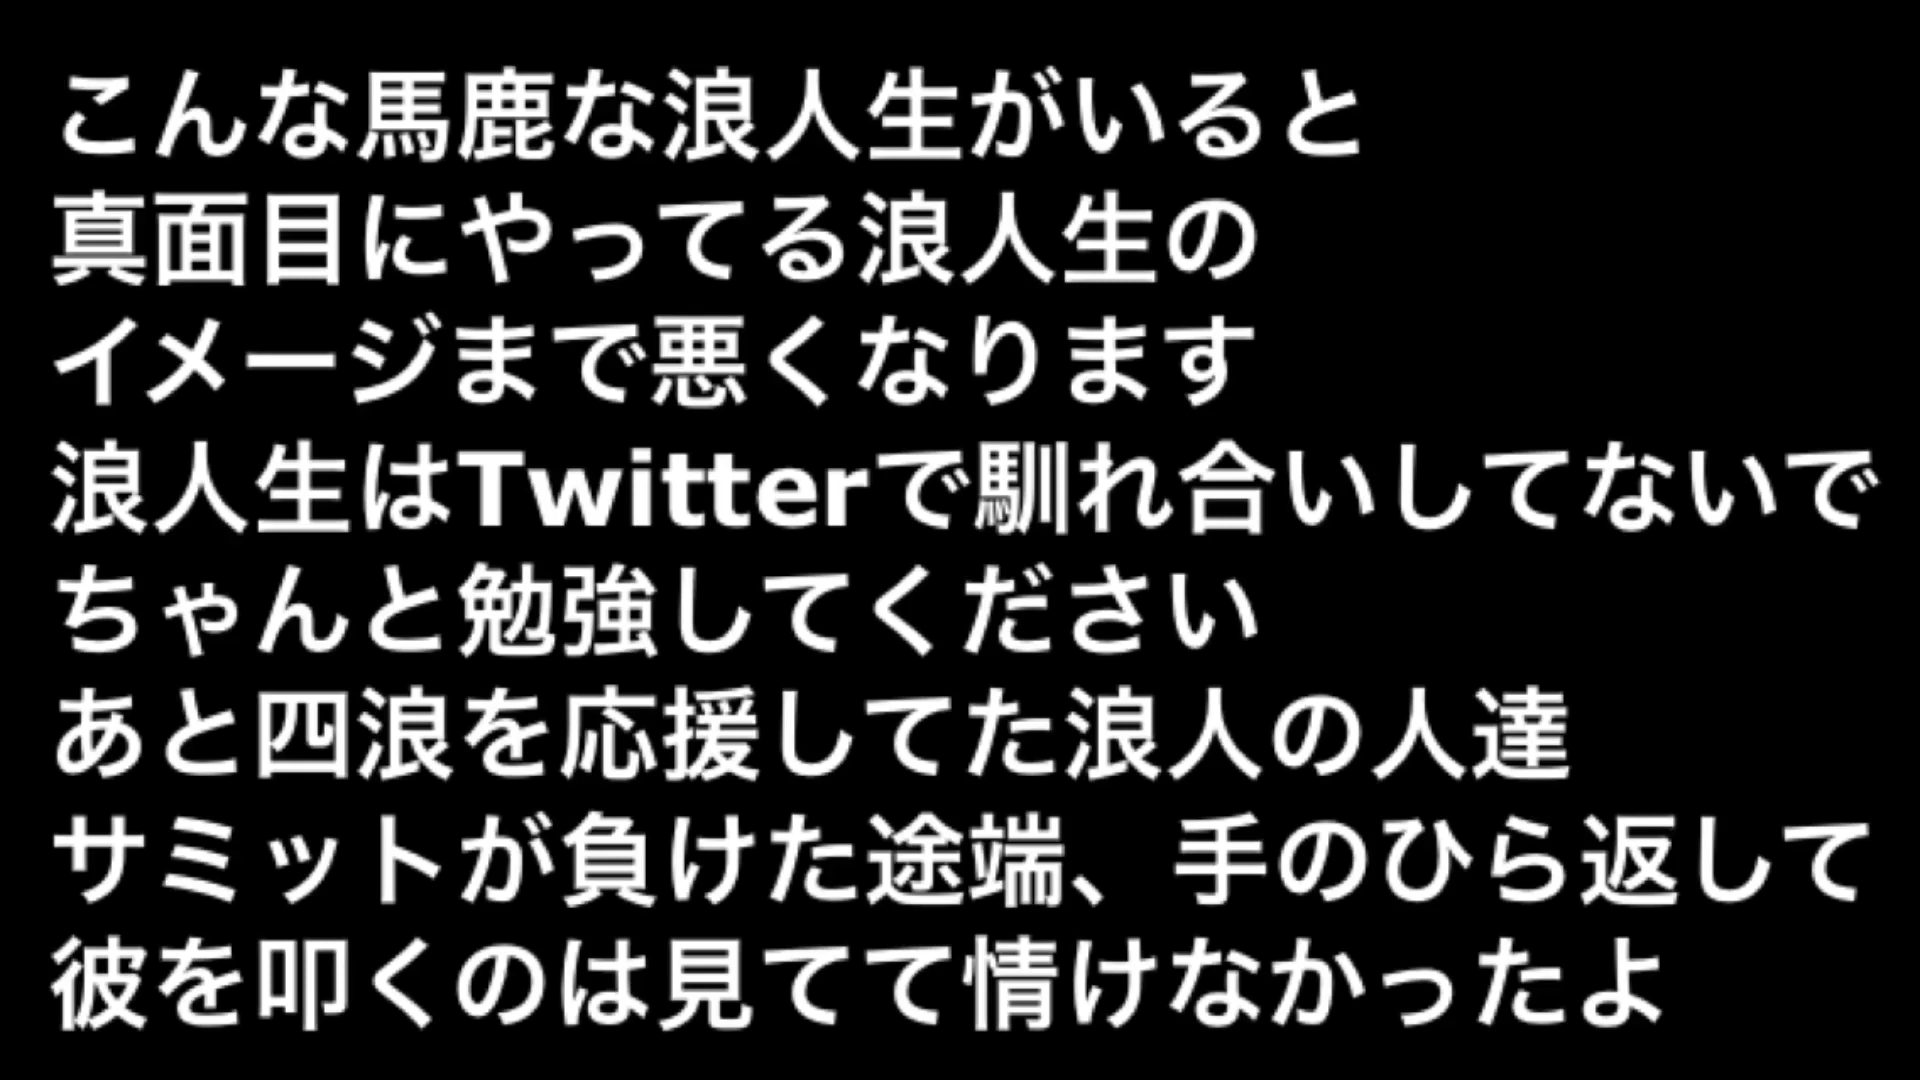 こんな馬鹿な浪人生がいると
真面目にやってる浪人生の
イメージまで悪くなります
浪人生はTwitterで馴れ合いしてないで
ちゃんと勉強してください
あと四浪を応援してた浪人の人達
サミットが負けた途端、手のひら返して
彼を叩くのは見てて情けなかったよ